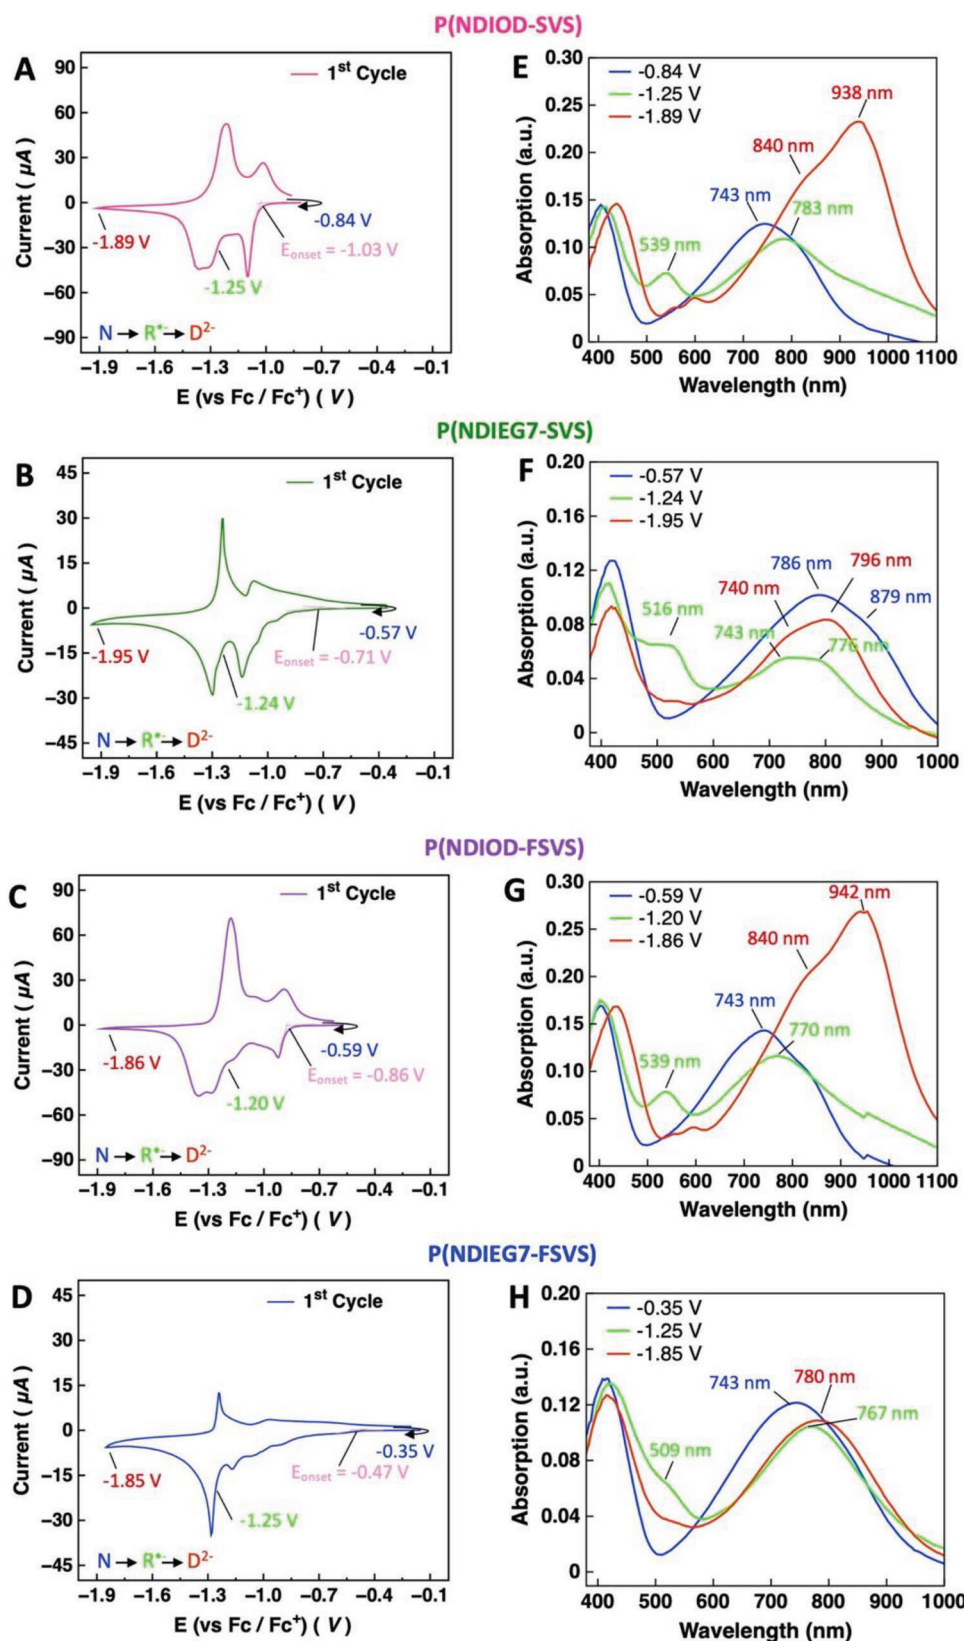 P(NDIOD-SVS)
A
90
60
30
0
−30
−60
−90
Current ( µA)
1st Cycle
-0.84 V
-1.89 V
Eonset = -1.03 V
-1.25 V
N → R•- → D2-
−1.9 −1.6 −1.3 −1.0 −0.7 −0.4 −0.1
E (vs Fc / Fc+) ( V)
E
0.30
0.25
0.20
0.15
0.10
0.05
0
Absorption (a.u.)
-0.84 V
-1.25 V
-1.89 V
938 nm
840 nm
743 nm
783 nm
539 nm
400 500 600 700 800 900 1000 1100
Wavelength (nm)
P(NDIEG7-SVS)
B
45
30
15
0
−15
−30
−45
Current ( µA)
1st Cycle
-0.57 V
-1.95 V
Eonset = -0.71 V
-1.24 V
N → R•- → D2-
−1.9 −1.6 −1.3 −1.0 −0.7 −0.4 −0.1
E (vs Fc / Fc+) ( V)
F
0.20
0.16
0.12
0.08
0.04
0
Absorption (a.u.)
-0.57 V
-1.24 V
-1.95 V
786 nm
796 nm
740 nm
879 nm
516 nm
743 nm
776 nm
400 500 600 700 800 900 1000
Wavelength (nm)
P(NDIOD-FSVS)
C
90
60
30
0
−30
−60
−90
Current ( µA)
1st Cycle
-0.59 V
-1.86 V
Eonset = -0.86 V
-1.20 V
N → R•- → D2-
−1.9 −1.6 −1.3 −1.0 −0.7 −0.4 −0.1
E (vs Fc / Fc+) ( V)
G
0.30
0.25
0.20
0.15
0.10
0.05
0
Absorption (a.u.)
-0.59 V
-1.20 V
-1.86 V
942 nm
840 nm
743 nm
770 nm
539 nm
400 500 600 700 800 900 1000 1100
Wavelength (nm)
P(NDIEG7-FSVS)
D
45
30
15
0
−15
−30
−45
Current ( µA)
1st Cycle
-0.35 V
-1.85 V
Eonset = -0.47 V
-1.25 V
N → R•- → D2-
−1.9 −1.6 −1.3 −1.0 −0.7 −0.4 −0.1
E (vs Fc / Fc+) ( V)
H
0.20
0.16
0.12
0.08
0.04
0
Absorption (a.u.)
-0.35 V
-1.25 V
-1.85 V
743 nm
780 nm
767 nm
509 nm
400 500 600 700 800 900 1000
Wavelength (nm)